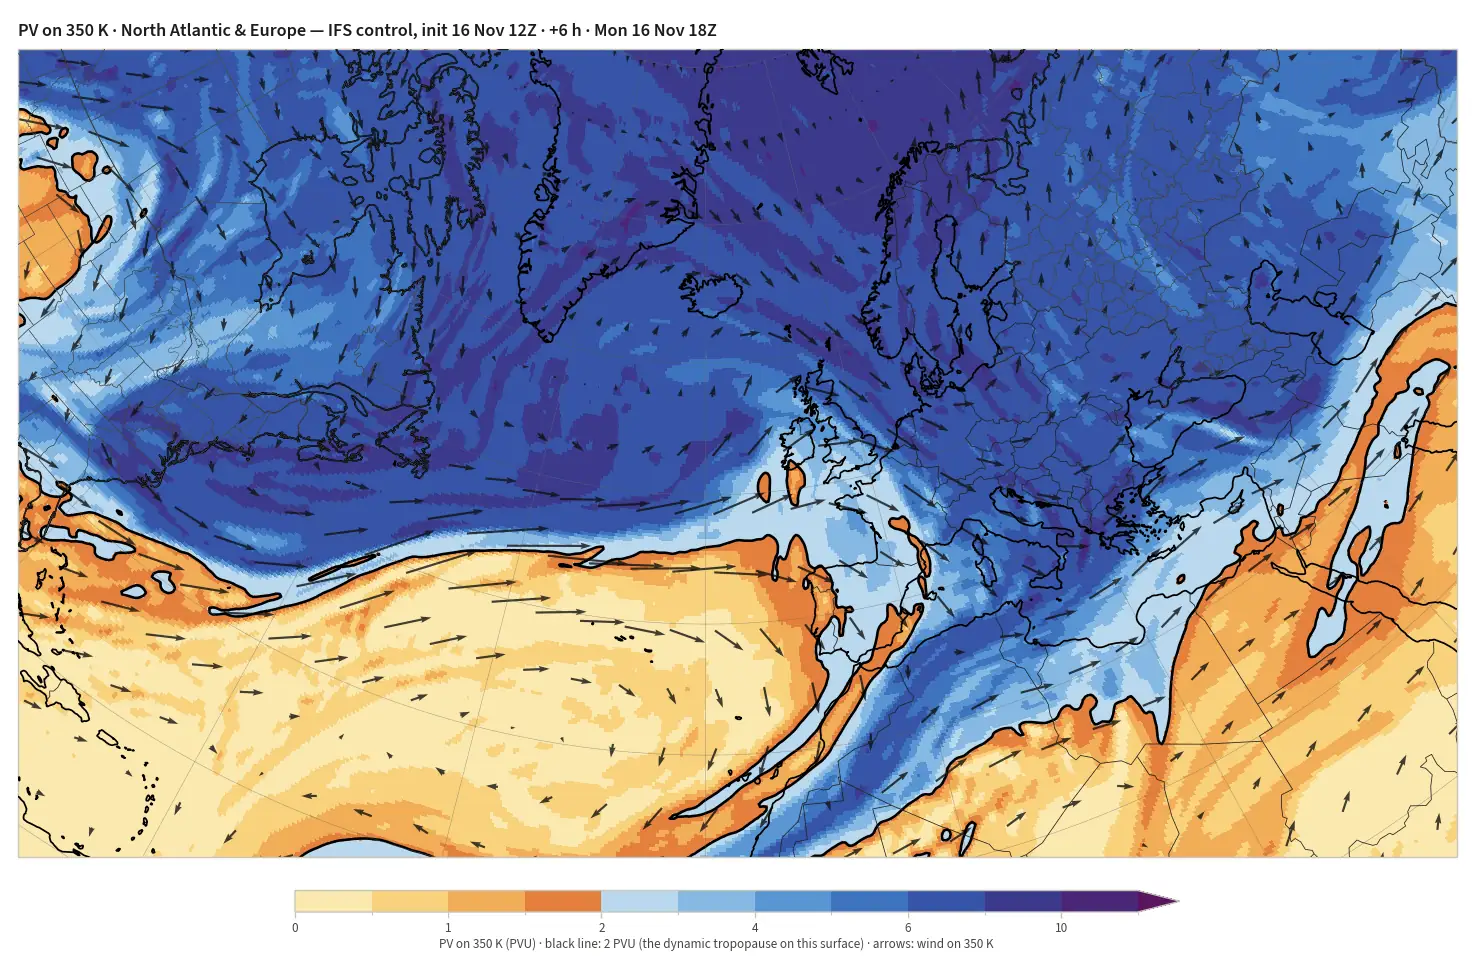 PV on 350 K · North Atlantic & Europe — IFS control, init 16 Nov 12Z · +6 h · Mon 16 Nov 18Z
0 1 2 4 6 10
PV on 350 K (PVU) · black line: 2 PVU (the dynamic tropopause on this surface) · arrows: wind on 350 K